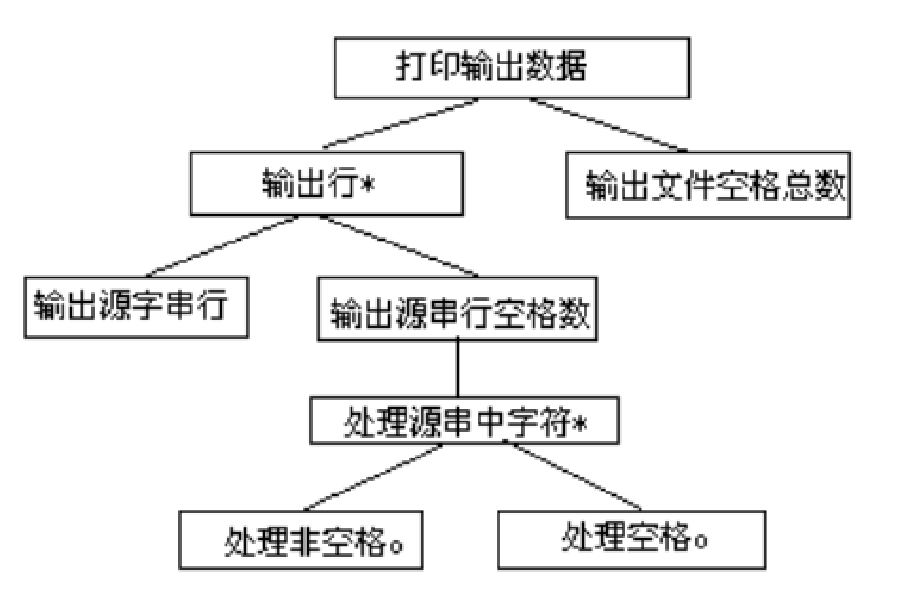 打印输出数据
输出行*
输出文件空格总数
输出源字串行
输出源串行空格数
处理源串中字符*
处理非空格。
处理空格。